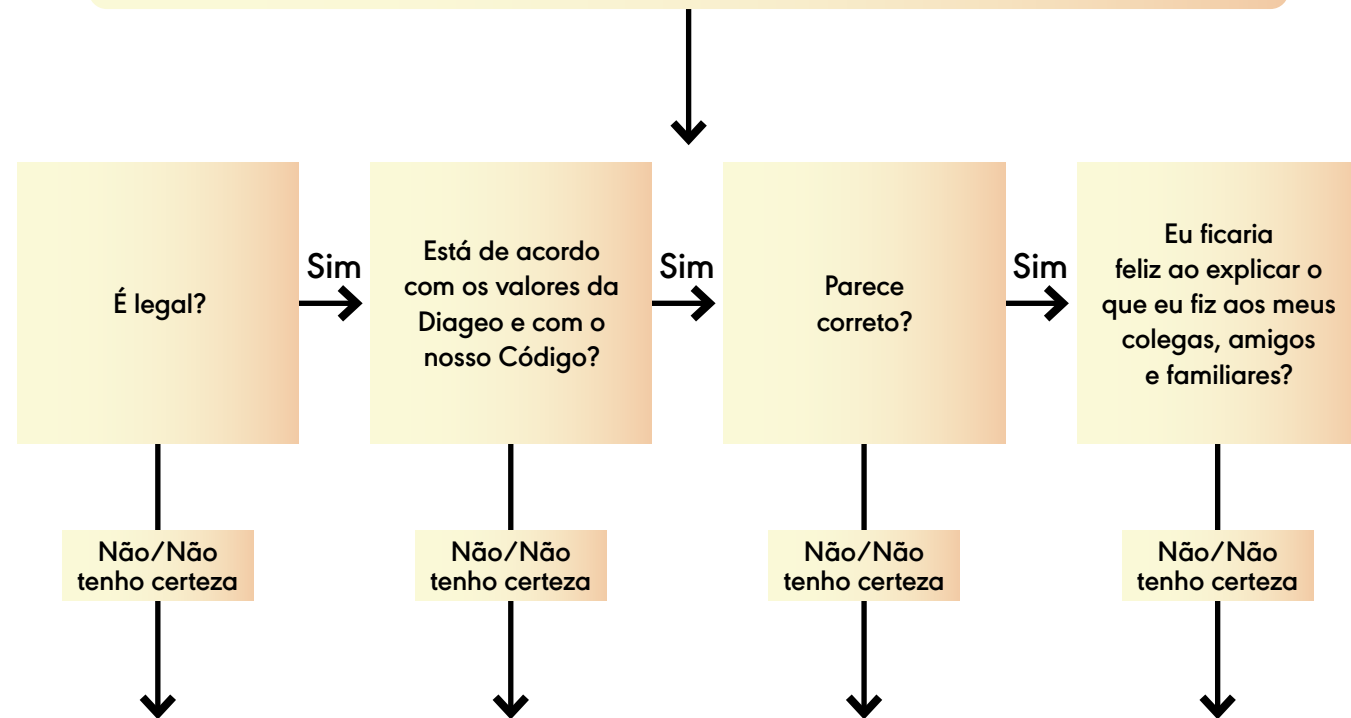 É legal?
Sim
Está de acordo
com os valores da
Diageo e com o
nosso Código?
Sim
Parece
correto?
Sim
Eu ficaria
feliz ao explicar o
que eu fiz aos meus
colegas, amigos
e familiares?
Não/Não
tenho certeza
Não/Não
tenho certeza
Não/Não
tenho certeza
Não/Não
tenho certeza